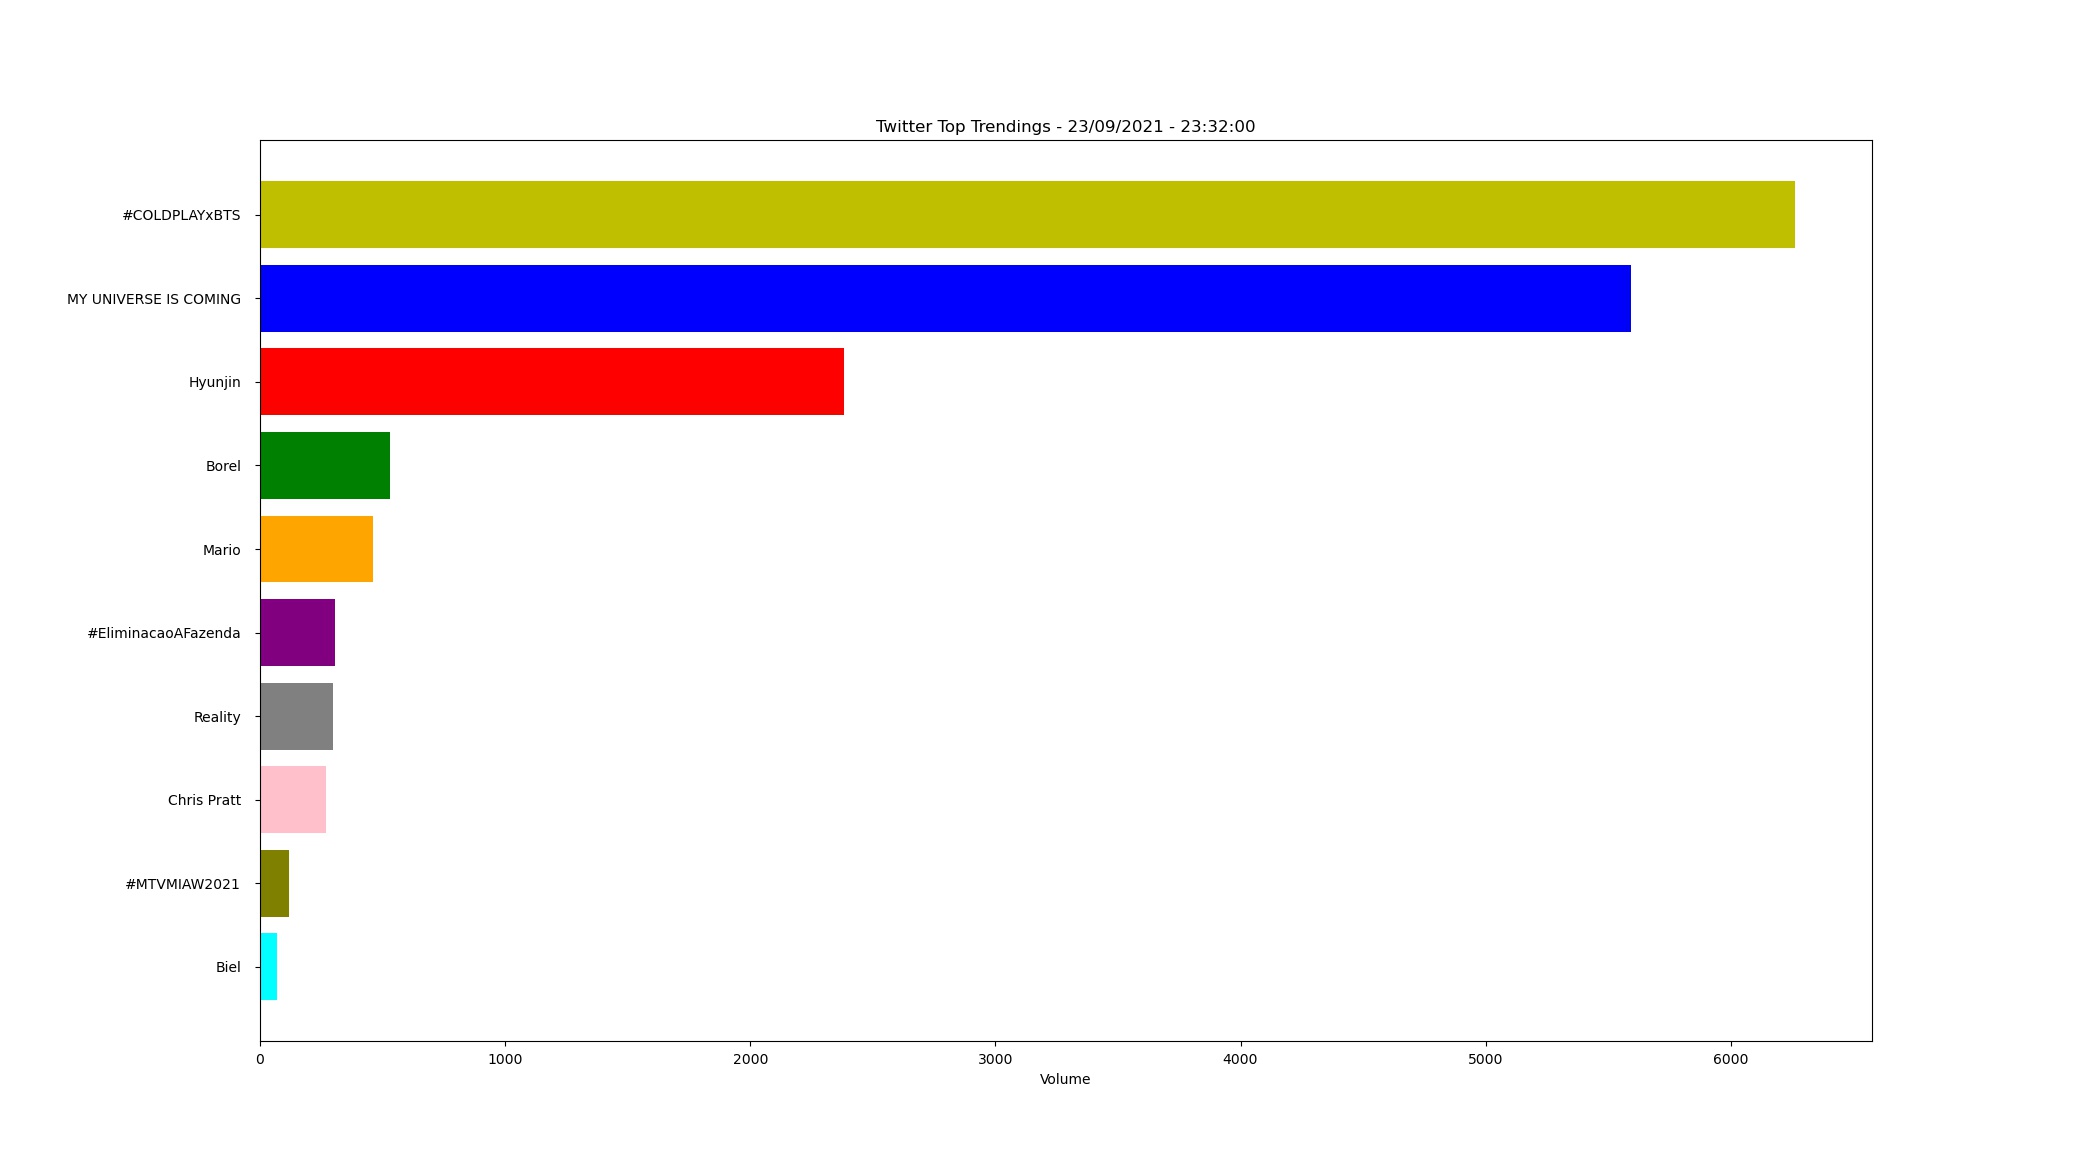 Twitter Top Trendings - 23/09/2021 - 23:32:00
#COLDPLAYxBTS
MY UNIVERSE IS COMING
Hyunjin
Borel
Mario
#EliminacaoAFazenda
Reality
Chris Pratt
#MTVMIAW2021
Biel
0 1000 2000 3000 4000 5000 6000
Volume